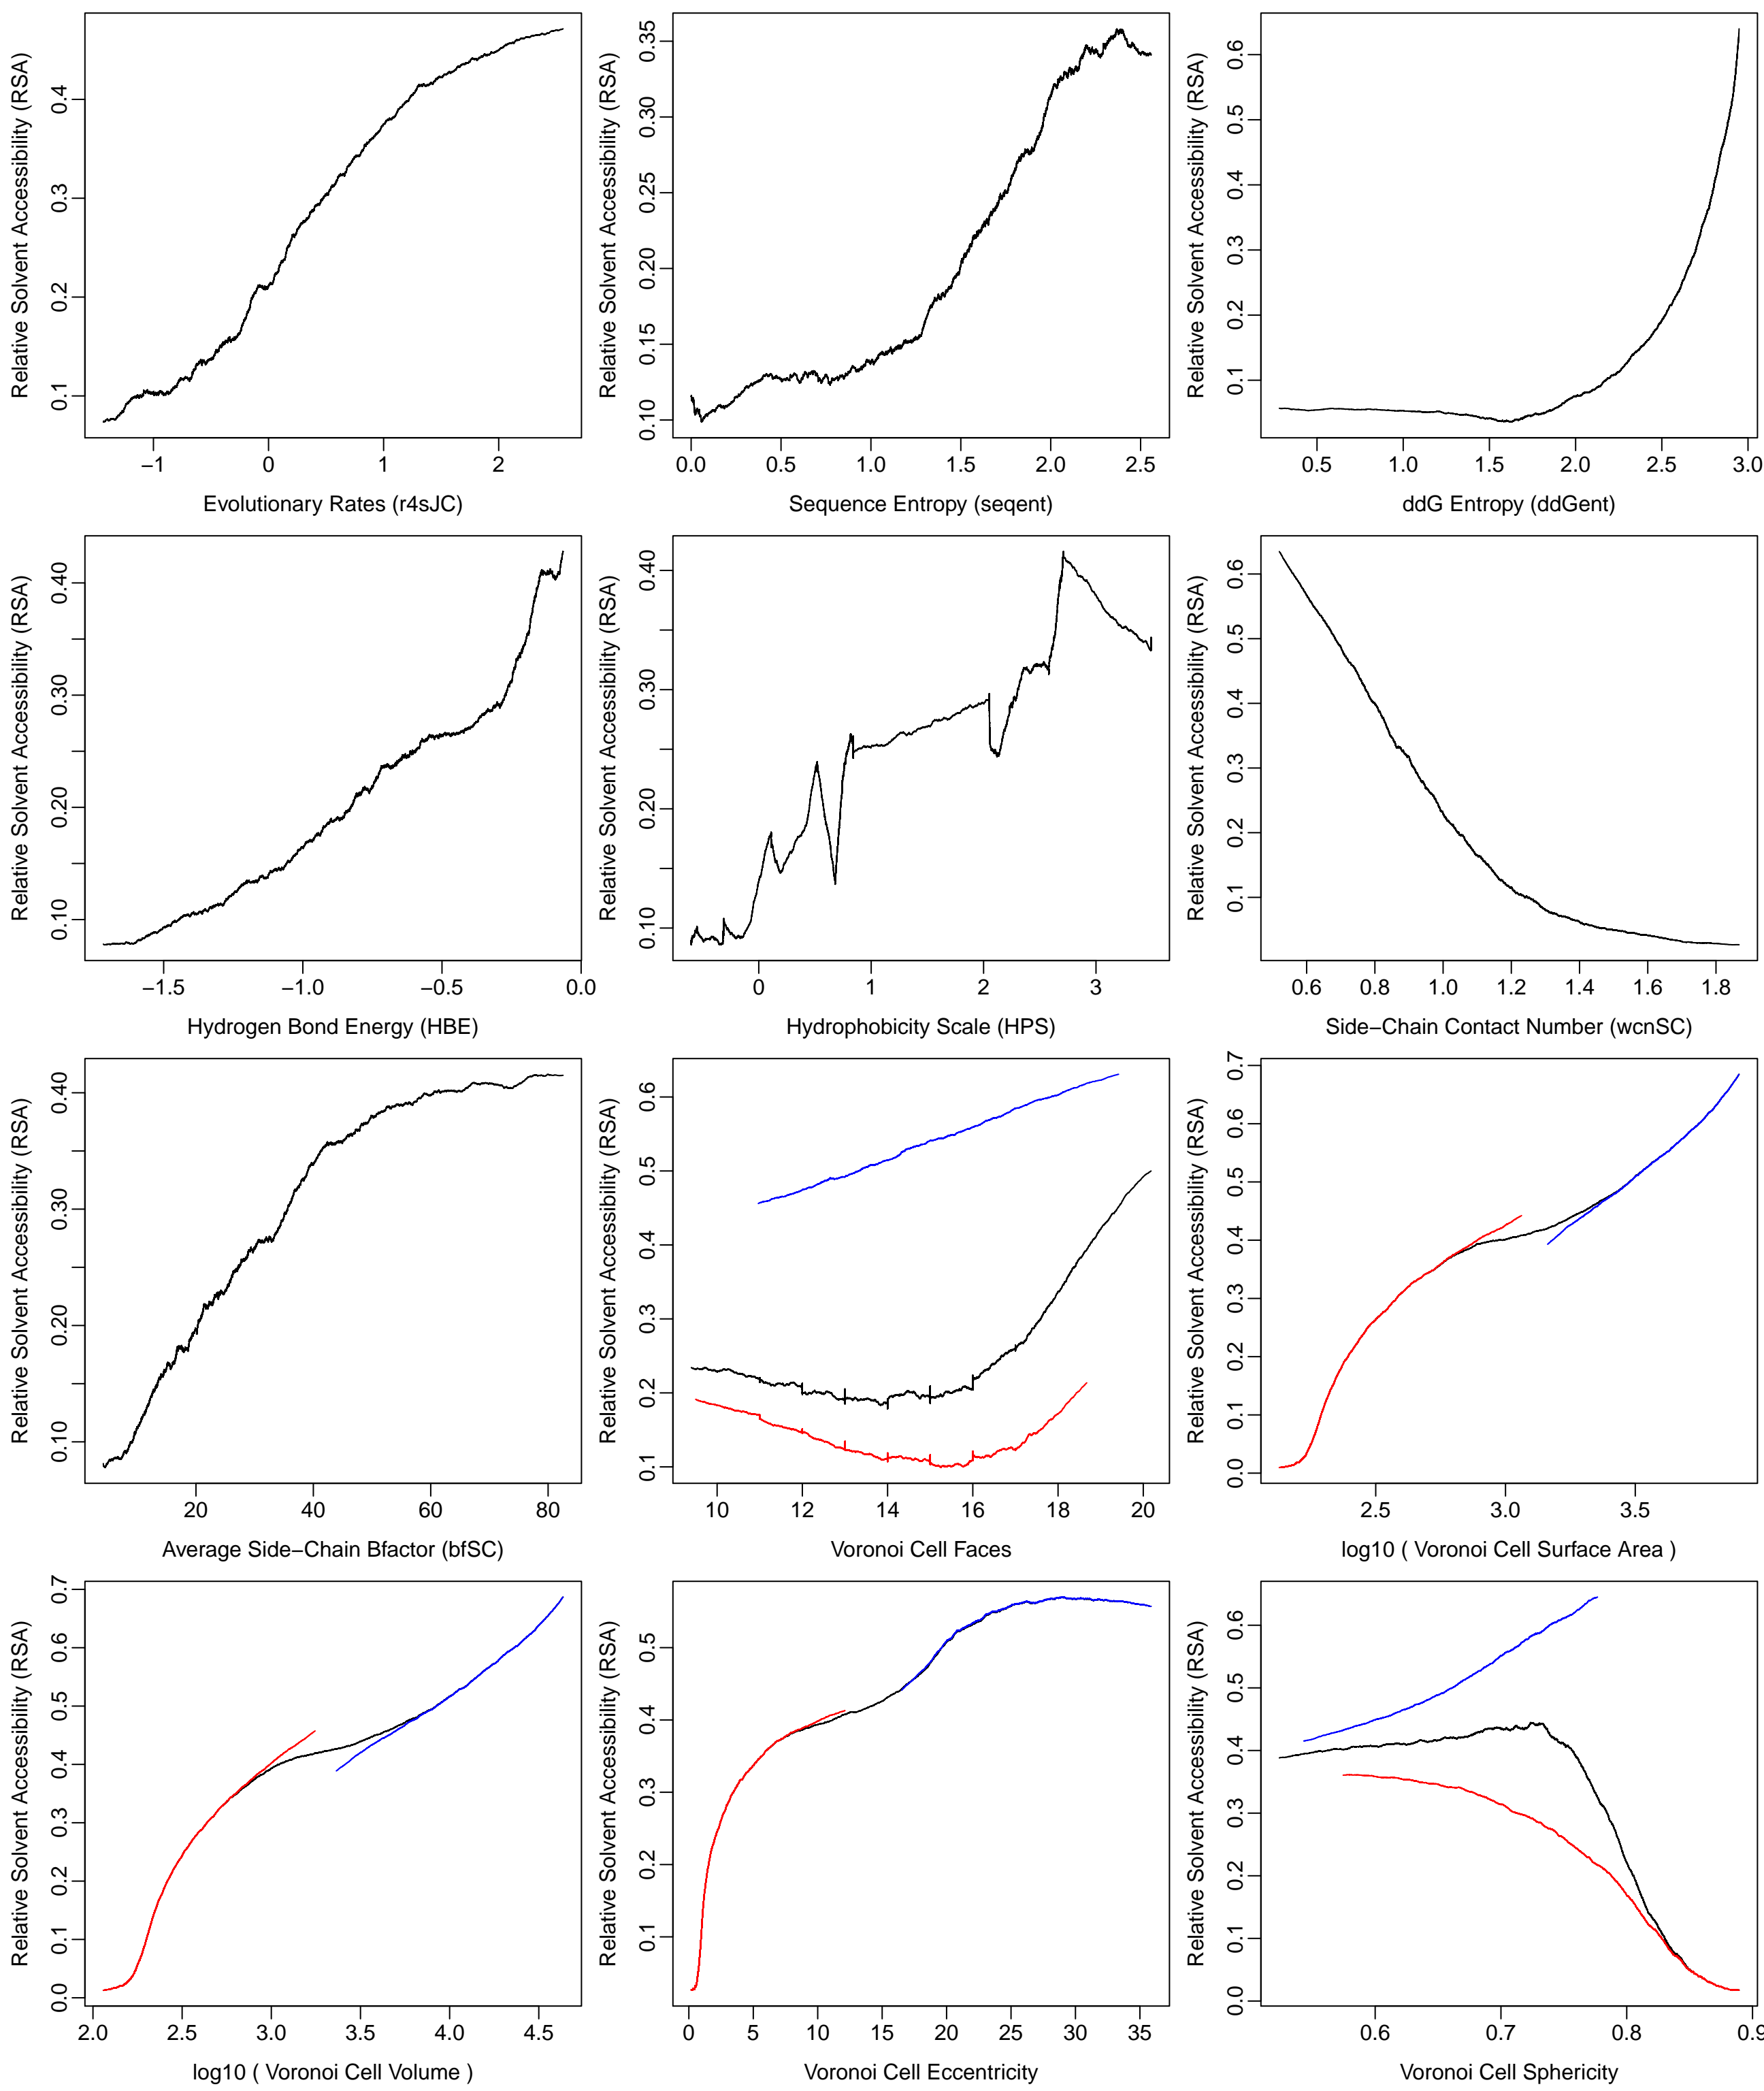 Relative Solvent Accessibility (RSA)
0.1 0.2 0.3 0.4
−1 0 1 2
Evolutionary Rates (r4sJC)
Relative Solvent Accessibility (RSA)
0.10 0.15 0.20 0.25 0.30 0.35
0.0 0.5 1.0 1.5 2.0 2.5
Sequence Entropy (seqent)
Relative Solvent Accessibility (RSA)
0.1 0.2 0.3 0.4 0.5 0.6
0.5 1.0 1.5 2.0 2.5 3.0
ddG Entropy (ddGent)
Relative Solvent Accessibility (RSA)
0.10 0.20 0.30 0.40
−1.5 −1.0 −0.5 0.0
Hydrogen Bond Energy (HBE)
Relative Solvent Accessibility (RSA)
0.10 0.20 0.30 0.40
0 1 2 3
Hydrophobicity Scale (HPS)
Relative Solvent Accessibility (RSA)
0.1 0.2 0.3 0.4 0.5 0.6
0.6 0.8 1.0 1.2 1.4 1.6 1.8
Side−Chain Contact Number (wcnSC)
Relative Solvent Accessibility (RSA)
0.10 0.20 0.30 0.40
20 40 60 80
Average Side−Chain Bfactor (bfSC)
Relative Solvent Accessibility (RSA)
0.1 0.2 0.3 0.4 0.5 0.6
10 12 14 16 18 20
Voronoi Cell Faces
Relative Solvent Accessibility (RSA)
0.0 0.1 0.2 0.3 0.4 0.5 0.6 0.7
2.5 3.0 3.5
log10 ( Voronoi Cell Surface Area )
Relative Solvent Accessibility (RSA)
0.0 0.1 0.2 0.3 0.4 0.5 0.6 0.7
2.0 2.5 3.0 3.5 4.0 4.5
log10 ( Voronoi Cell Volume )
Relative Solvent Accessibility (RSA)
0.1 0.2 0.3 0.4 0.5
0 5 10 15 20 25 30 35
Voronoi Cell Eccentricity
Relative Solvent Accessibility (RSA)
0.0 0.1 0.2 0.3 0.4 0.5 0.6
0.6 0.7 0.8 0.9
Voronoi Cell Sphericity